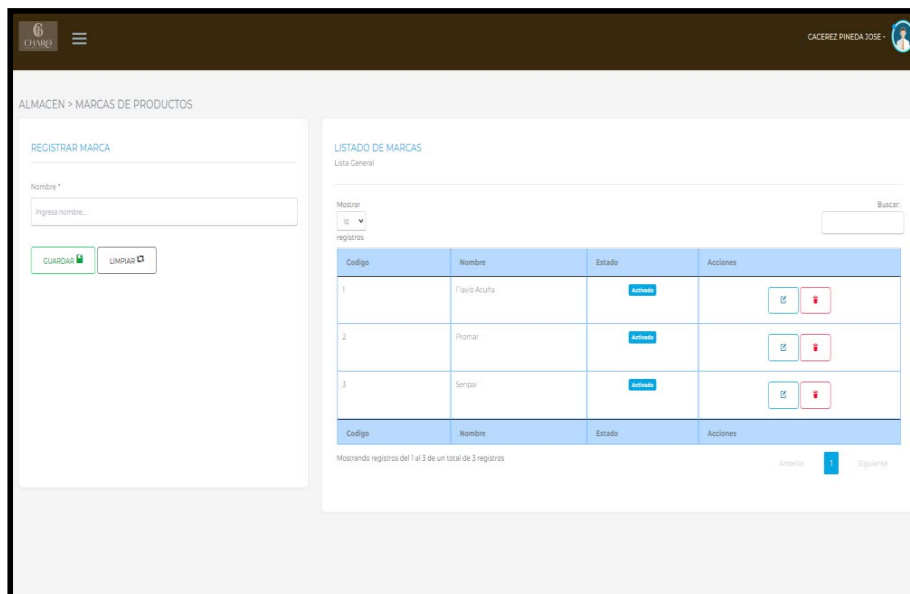 CHARO
CACEREZ PINEDA JOSE -
ALMACEN > MARCAS DE PRODUCTOS
REGISTRAR MARCA
Nombre *
Ingrese nombre...
GUARDAR
LIMPIAR
LISTADO DE MARCAS
Lista General
Mostrar
10
registros
Buscar:
Codigo Nombre Estado Acciones
1 Flavio Acuña Activado
2 Promar Activado
3 Senpai Activado
Codigo Nombre Estado Acciones
Mostrando registros del 1 al 3 de un total de 3 registros
Anterior 1 Siguiente